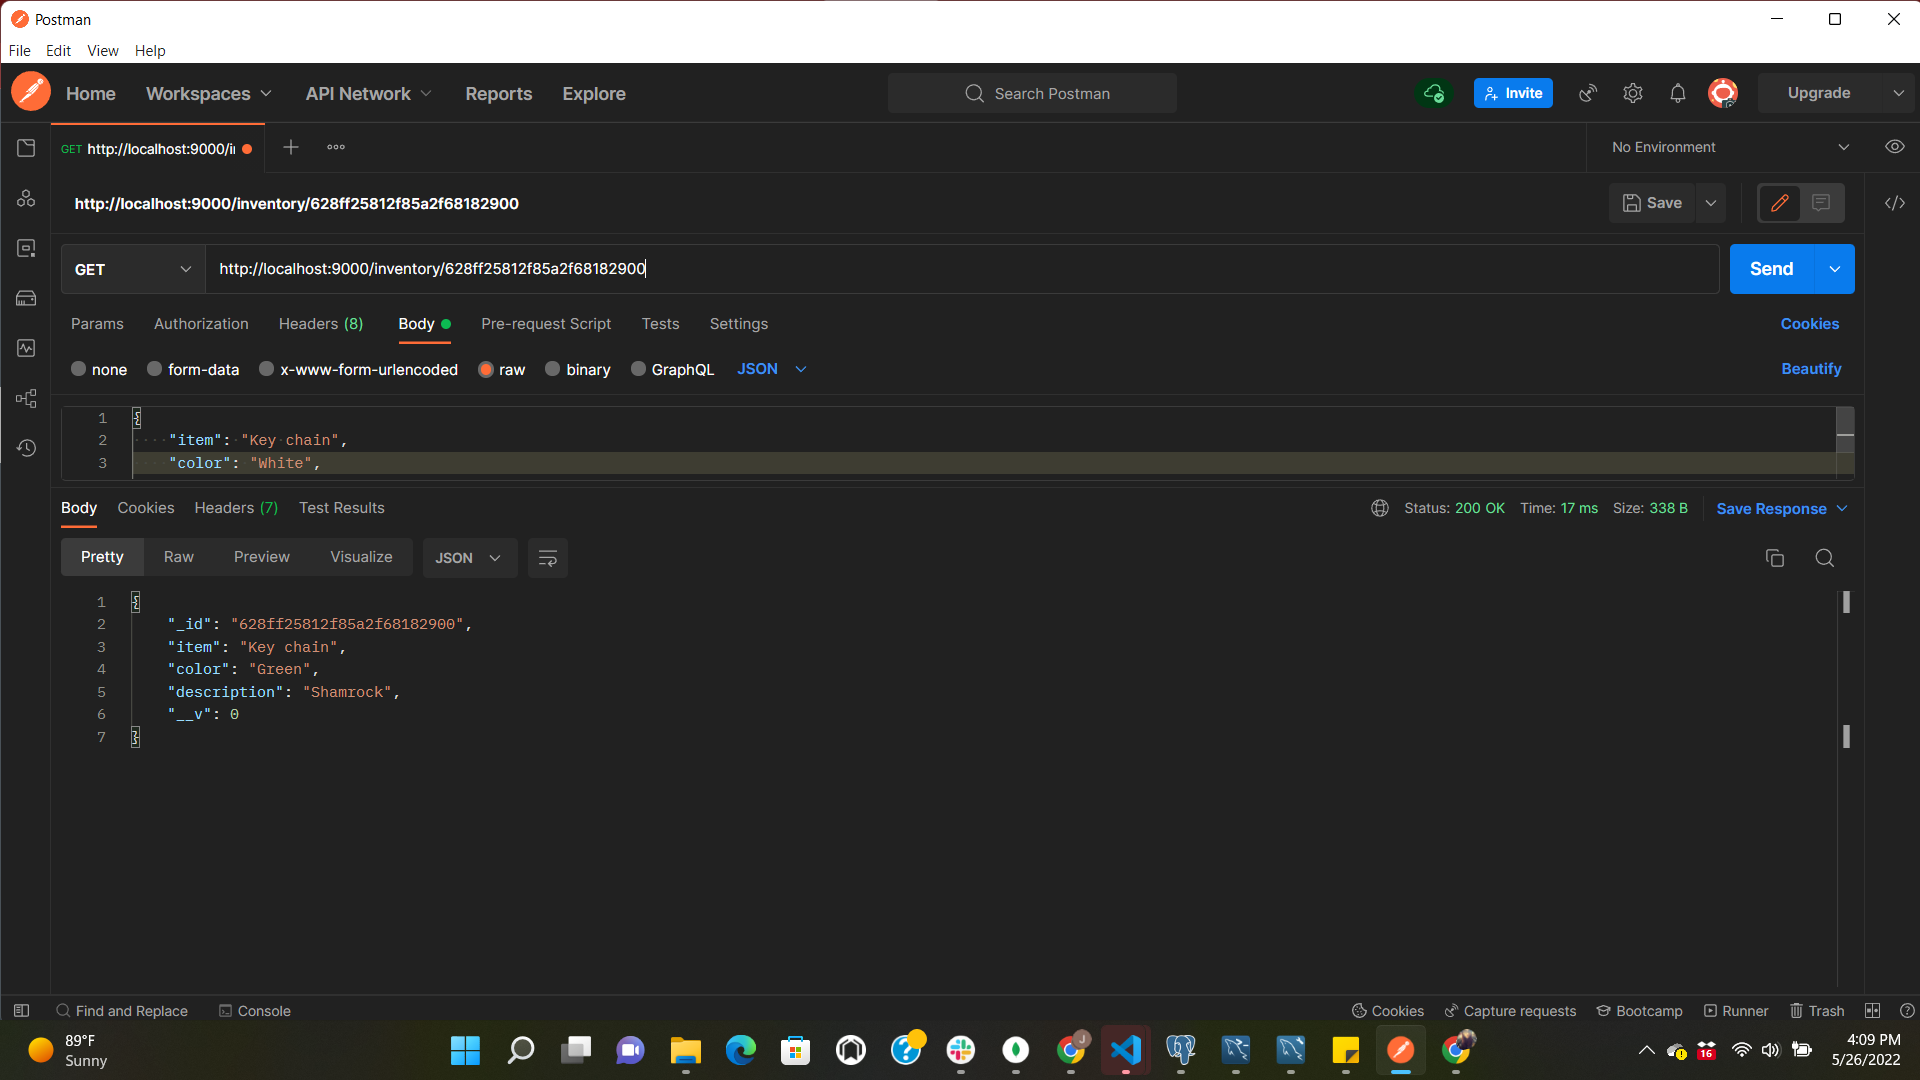 Postman
File Edit View Help
Home Workspaces API Network Reports Explore Search Postman Invite Upgrade
GET http://localhost:9000/i No Environment
http://localhost:9000/inventory/628ff25812f85a2f68182900 Save
GET http://localhost:9000/inventory/628ff25812f85a2f68182900 Send
Params Authorization Headers (8) Body Pre-request Script Tests Settings Cookies
none form-data x-www-form-urlencoded raw binary GraphQL JSON Beautify
1 {
2 "item": "Key chain",
3 "color": "White",
Body Cookies Headers (7) Test Results Status: 200 OK Time: 17 ms Size: 338 B Save Response
Pretty Raw Preview Visualize JSON
1 {
2 "_id": "628ff25812f85a2f68182900",
3 "item": "Key chain",
4 "color": "Green",
5 "description": "Shamrock",
6 "__v": 0
7 }
Find and Replace Console Cookies Capture requests Bootcamp Runner Trash
89°F
Sunny
J
16
4:09 PM
5/26/2022